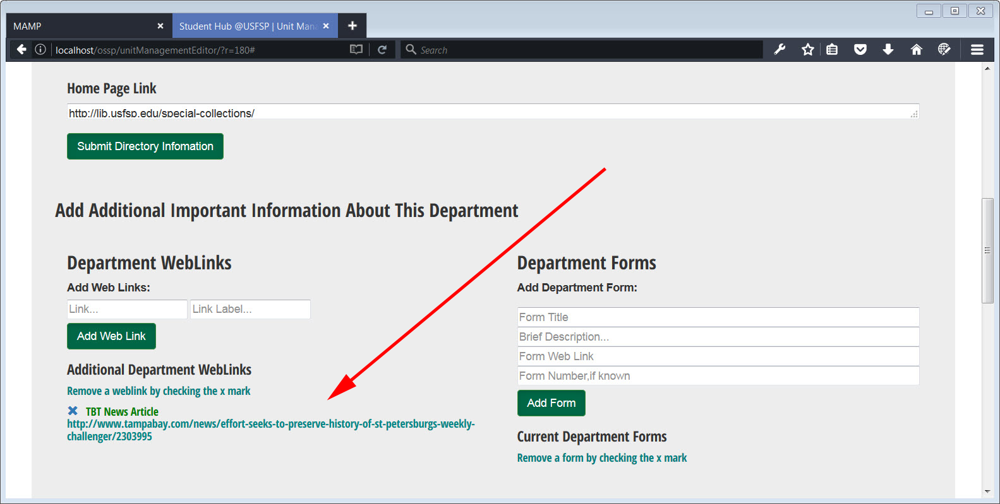 MAMP
Student Hub @USFSP | Unit Mana
localhost/ossp/unitManagementEditor/?r=180#
Search
Home Page Link
http://lib.usfsp.edu/special-collections/
Submit Directory Infomation
Add Additional Important Information About This Department
Department WebLinks
Add Web Links:
Link...
Link Label...
Add Web Link
Additional Department WebLinks
Remove a weblink by checking the x mark
TBT News Article
http://www.tampabay.com/news/effort-seeks-to-preserve-history-of-st-petersburgs-weekly-
challenger/2303995
Department Forms
Add Department Form:
Form Title
Brief Description...
Form Web Link
Form Number,if known
Add Form
Current Department Forms
Remove a form by checking the x mark